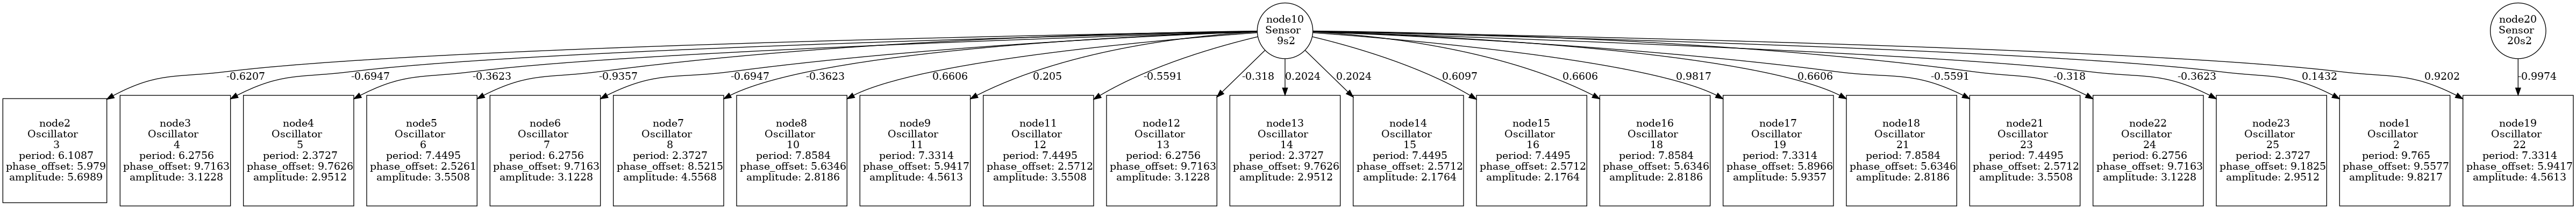 node10
Sensor
9s2
node20
Sensor
20s2
-0.6207
-0.6947
-0.3623
-0.9357
-0.6947
-0.3623
0.6606
0.205
-0.5591
-0.318
0.2024
0.2024
0.6097
0.6606
0.9817
0.6606
-0.5591
-0.318
-0.3623
0.1432
0.9202
-0.9974
node2
Oscillator
3
period: 6.1087
phase_offset: 5.979
amplitude: 5.6989
node3
Oscillator
4
period: 6.2756
phase_offset: 9.7163
amplitude: 3.1228
node4
Oscillator
5
period: 2.3727
phase_offset: 9.7626
amplitude: 2.9512
node5
Oscillator
6
period: 7.4495
phase_offset: 2.5261
amplitude: 3.5508
node6
Oscillator
7
period: 6.2756
phase_offset: 9.7163
amplitude: 3.1228
node7
Oscillator
8
period: 2.3727
phase_offset: 8.5215
amplitude: 4.5568
node8
Oscillator
10
period: 7.8584
phase_offset: 5.6346
amplitude: 2.8186
node9
Oscillator
11
period: 7.3314
phase_offset: 5.9417
amplitude: 4.5613
node11
Oscillator
12
period: 7.4495
phase_offset: 2.5712
amplitude: 3.5508
node12
Oscillator
13
period: 6.2756
phase_offset: 9.7163
amplitude: 3.1228
node13
Oscillator
14
period: 2.3727
phase_offset: 9.7626
amplitude: 2.9512
node14
Oscillator
15
period: 7.4495
phase_offset: 2.5712
amplitude: 2.1764
node15
Oscillator
16
period: 7.4495
phase_offset: 2.5712
amplitude: 2.1764
node16
Oscillator
18
period: 7.8584
phase_offset: 5.6346
amplitude: 2.8186
node17
Oscillator
19
period: 7.3314
phase_offset: 5.8966
amplitude: 5.9357
node18
Oscillator
21
period: 7.8584
phase_offset: 5.6346
amplitude: 2.8186
node21
Oscillator
23
period: 7.4495
phase_offset: 2.5712
amplitude: 3.5508
node22
Oscillator
24
period: 6.2756
phase_offset: 9.7163
amplitude: 3.1228
node23
Oscillator
25
period: 2.3727
phase_offset: 9.1825
amplitude: 2.9512
node1
Oscillator
2
period: 9.765
phase_offset: 9.5577
amplitude: 9.8217
node19
Oscillator
22
period: 7.3314
phase_offset: 5.9417
amplitude: 4.5613